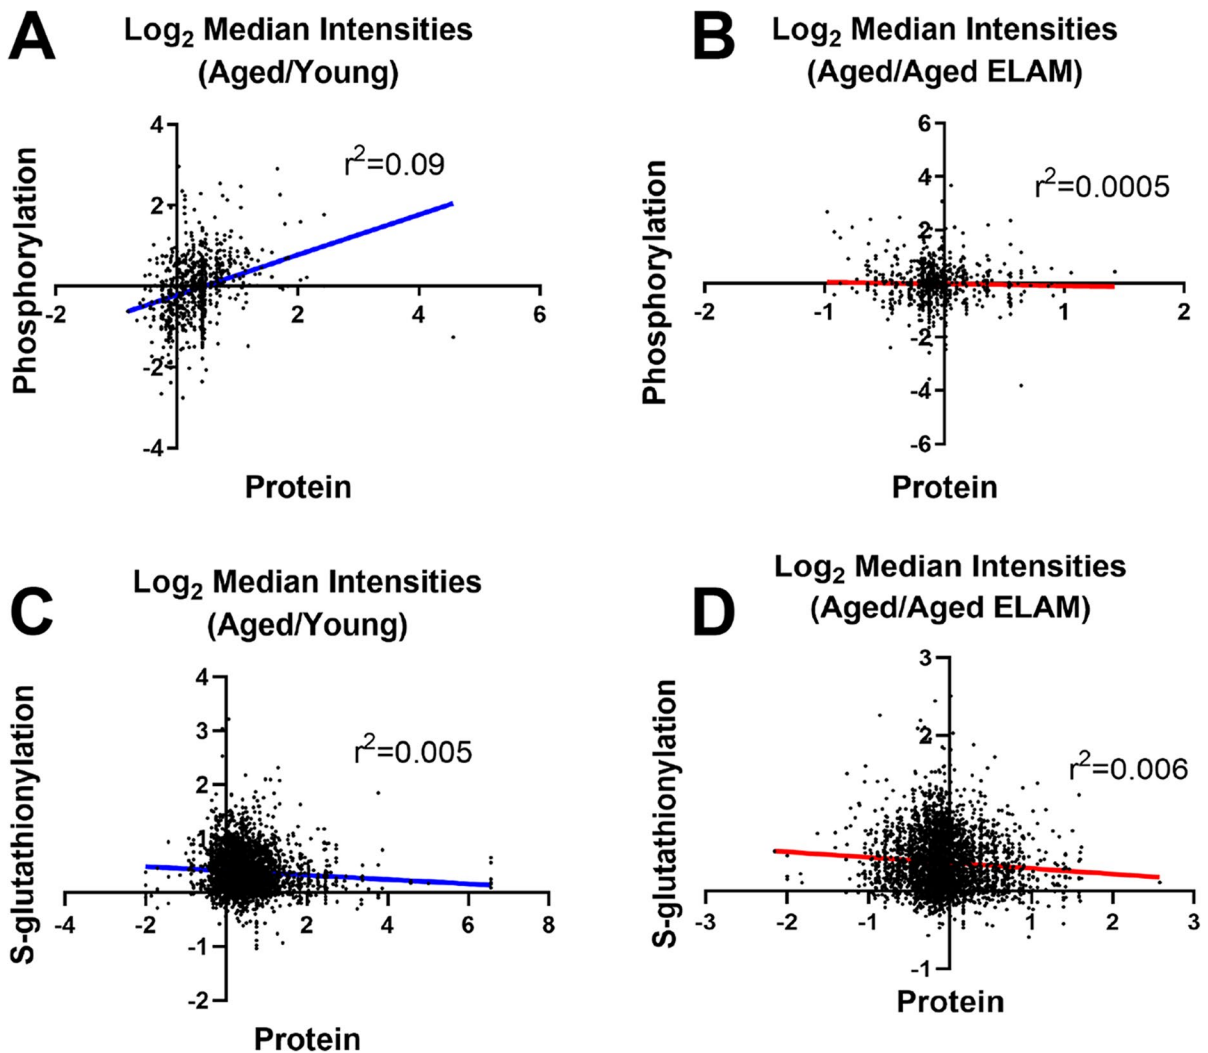 A
Log2 Median Intensities
(Aged/Young)
Phosphorylation
4
2
-2
-4
-2
2
4
6
r2=0.09
Protein
B
Log2 Median Intensities
(Aged/Aged ELAM)
Phosphorylation
6
4
2
-2
-4
-6
-2
-1
1
2
r2=0.0005
Protein
C
Log2 Median Intensities
(Aged/Young)
S-glutathionylation
4
3
2
1
-1
-2
-4
-2
2
4
6
8
r2=0.005
Protein
D
Log2 Median Intensities
(Aged/Aged ELAM)
S-glutathionylation
3
2
-1
-3
-2
-1
1
2
3
r2=0.006
Protein